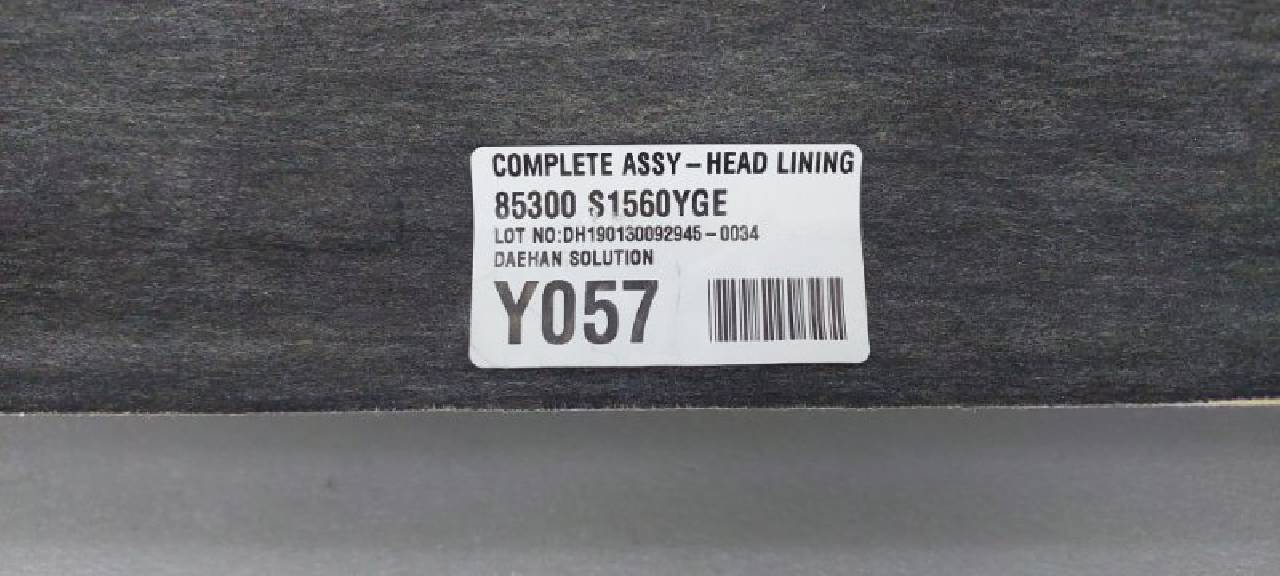 COMPLETE ASSY-HEAD LINING
85300 S1560YGE
LOT NO:DH190130092945-0034
DAEHAN SOLUTION
Y057